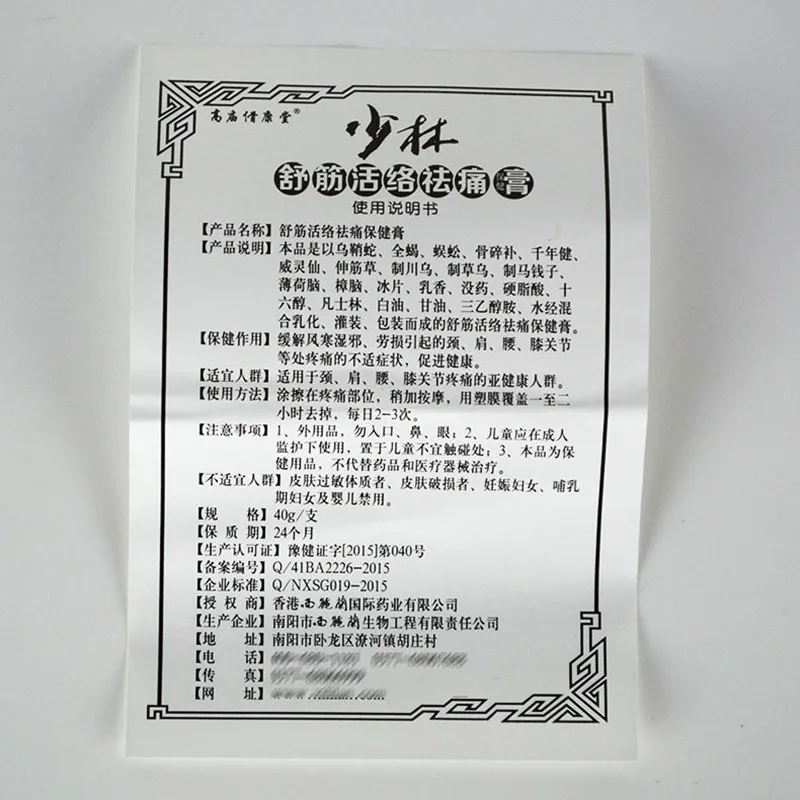 高庙僧康堂®
少林
舒筋活络祛痛保健膏
使用说明书
【产品名称】舒筋活络祛痛保健膏
【产品说明】本品是以乌鞘蛇、全蝎、蜈蚣、骨碎补、千年健、
威灵仙、伸筋草、制川乌、制草乌、制马钱子、
薄荷脑、樟脑、冰片、乳香、没药、硬脂酸、十
六醇、凡士林、白油、甘油、三乙醇胺、水经混
合乳化、灌装、包装而成的舒筋活络祛痛保健膏。
【保健作用】缓解风寒湿邪、劳损引起的颈、肩、腰、膝关节
等处疼痛的不适症状，促进健康。
【适宜人群】适用于颈、肩、腰、膝关节疼痛的亚健康人群。
【使用方法】涂擦在疼痛部位，稍加按摩，用塑膜覆盖一至二
小时去掉，每日2-3次。
【注意事项】1、外用品，勿入口、鼻、眼；2、儿童应在成人
监护下使用，置于儿童不宜触碰处；3、本品为保
健用品，不代替药品和医疗器械治疗。
【不适宜人群】皮肤过敏体质者、皮肤破损者、妊娠妇女、哺乳
期妇女及婴儿禁用。
【规 格】40g/支
【保 质 期】24个月
【生产认可证】豫健证字[2015]第040号
【备案编号】Q/41BA2226-2015
【企业标准】Q/NXSG019-2015
【授 权 商】香港西施兰国际药业有限公司
【生产企业】南阳市西施兰生物工程有限责任公司
【地 址】南阳市卧龙区潦河镇胡庄村
【电 话】
【传 真】
【网 址】